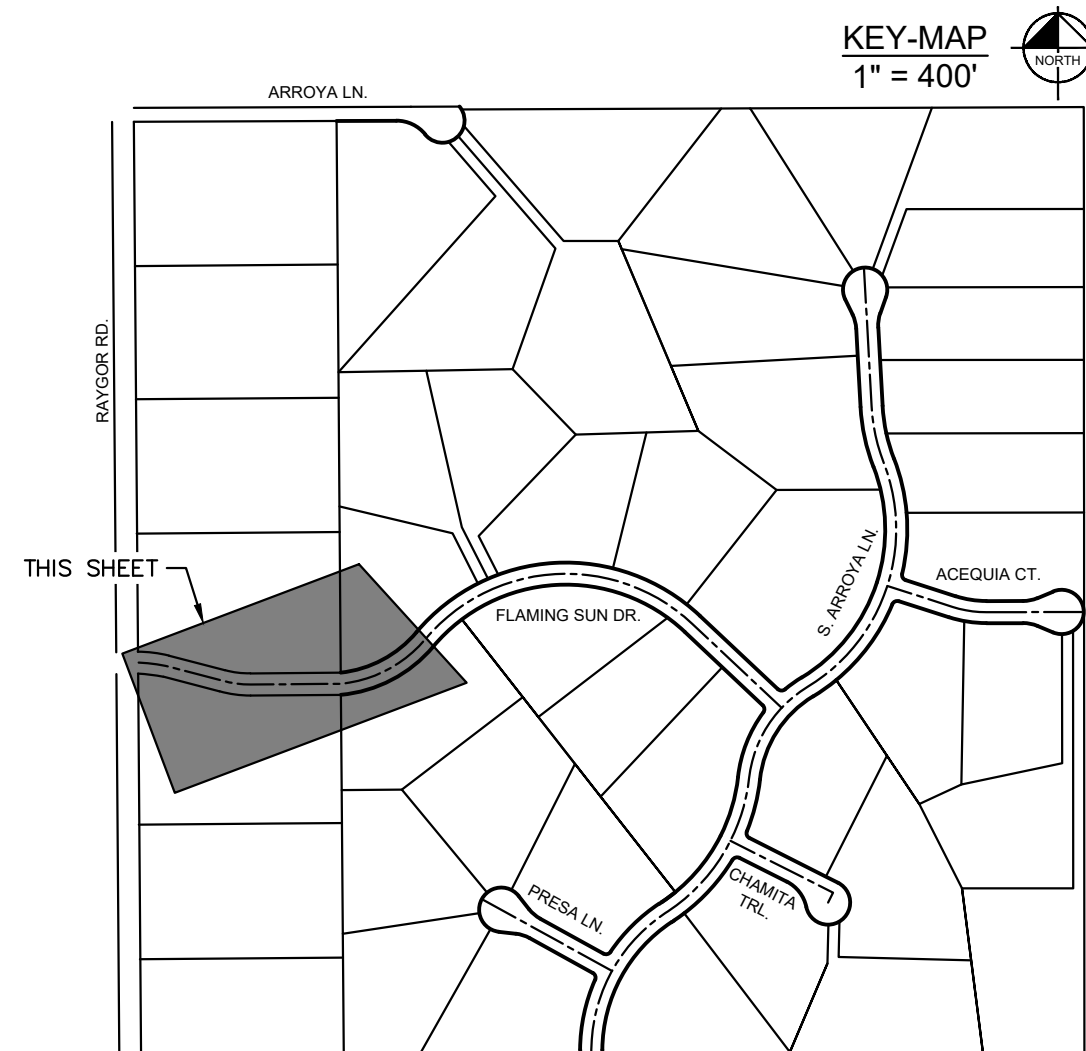 KEY-MAP
1" = 400'
NORTH
ARROYA LN.
RAYGOR RD.
THIS SHEET
FLAMING SUN DR.
S. ARROYA LN.
ACEQUIA CT.
CHAMITA
TRL.
PRESA LN.